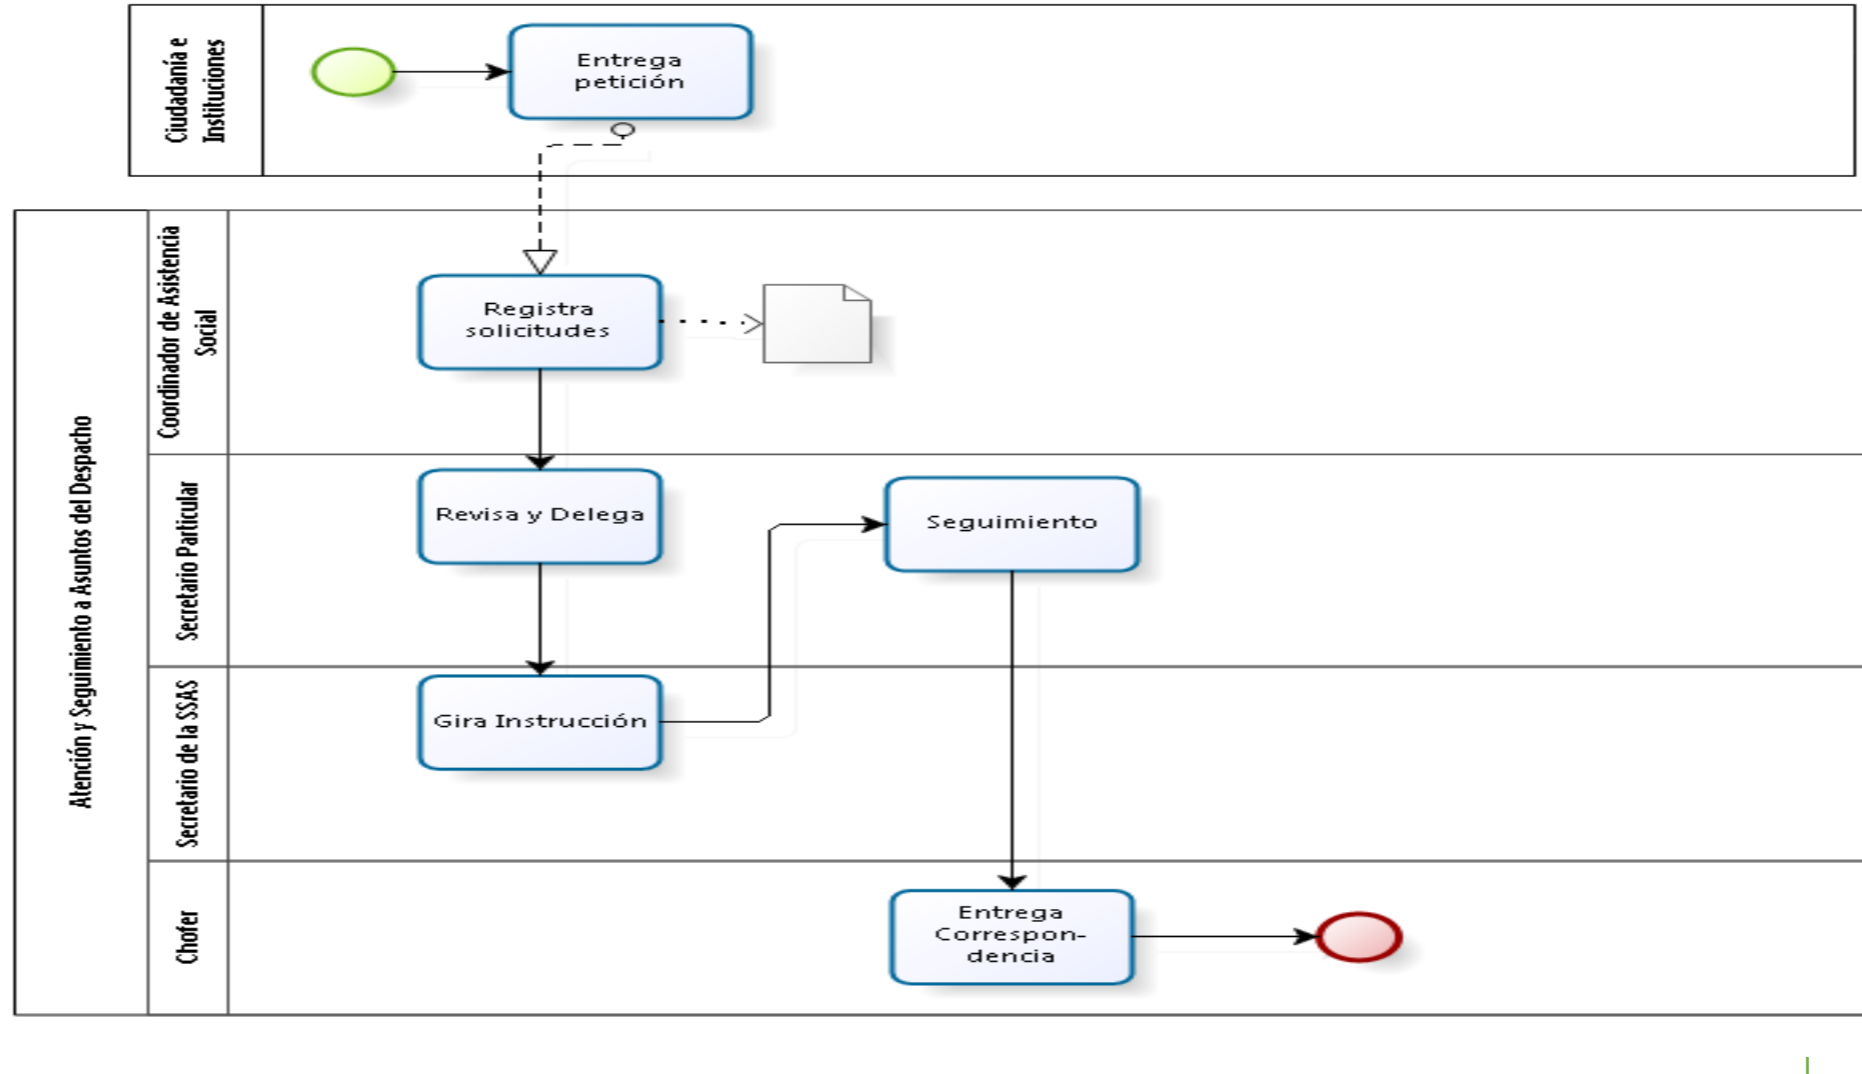 Ciudadanía e
Instituciones
Entrega
petición
Atención y Seguimiento a Asuntos del Despacho
Coordinador de Asistencia
Social
Registra
solicitudes
Secretario Particular
Revisa y Delega
Seguimiento
Secretario de la SSAS
Gira Instrucción
Chofer
Entrega
Correspon-
dencia